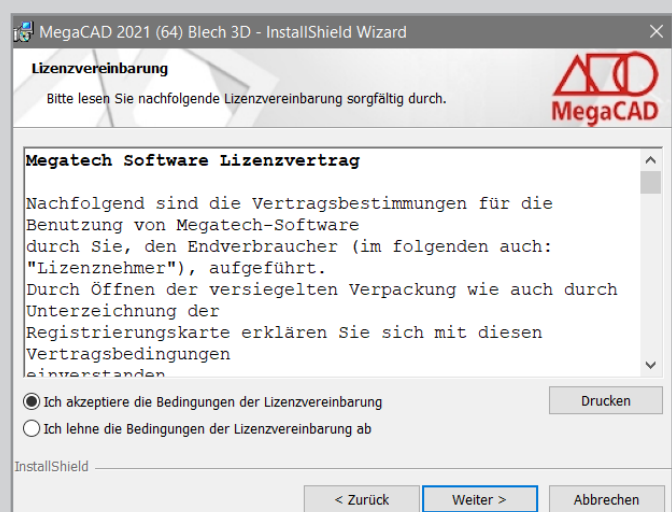 MegaCAD 2021 (64) Blech 3D - InstallShield Wizard
Lizenzvereinbarung
Bitte lesen Sie nachfolgende Lizenzvereinbarung sorgfältig durch.
MegaCAD
Megatech Software Lizenzvertrag
Nachfolgend sind die Vertragsbestimmungen für die
Benutzung von Megatech-Software
durch Sie, den Endverbraucher (im folgenden auch:
"Lizenznehmer"), aufgeführt.
Durch Öffnen der versiegelten Verpackung wie auch durch
Unterzeichnung der
Registrierungskarte erklären Sie sich mit diesen
Vertragsbedingungen
einverstanden
Ich akzeptiere die Bedingungen der Lizenzvereinbarung
Drucken
Ich lehne die Bedingungen der Lizenzvereinbarung ab
InstallShield
< Zurück
Weiter >
Abbrechen